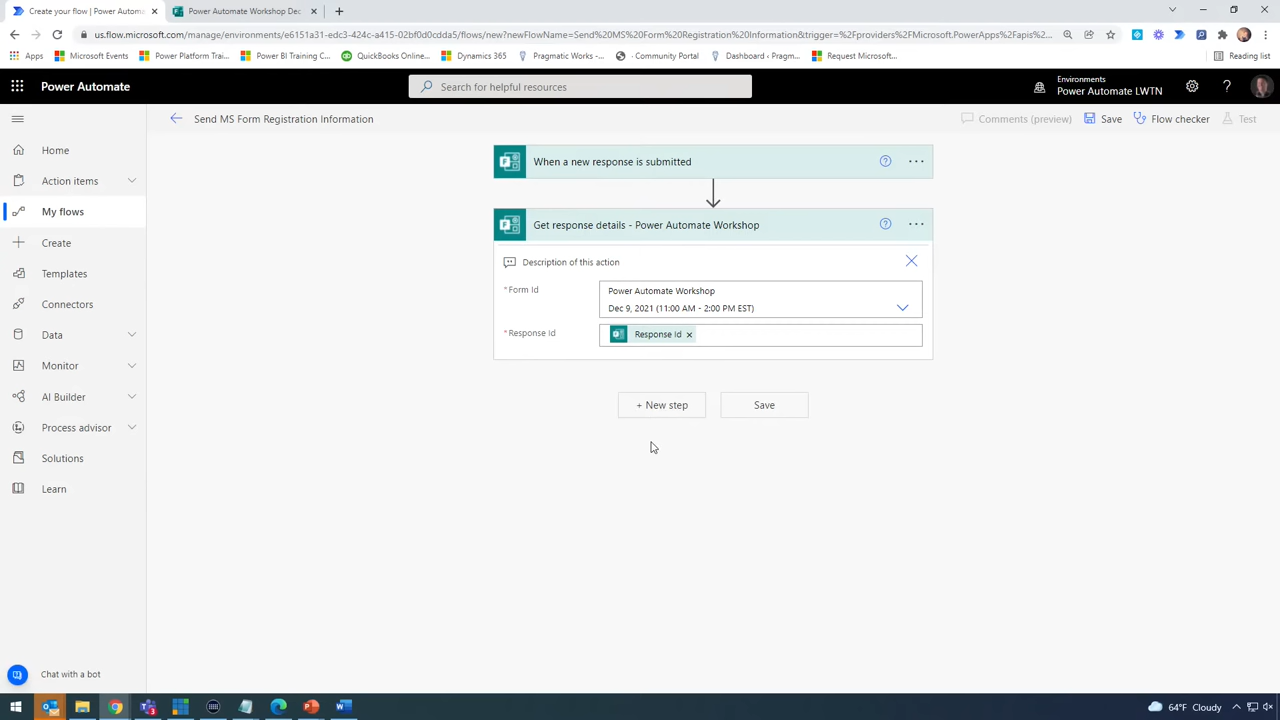 Create your flow | Power Automa
Power Automate Workshop Dec
us.flow.microsoft.com/manage/environments/e6151a31-edc3-424c-a415-02bf0d0cdda5/flows/new?newFlowName=Send%20MS%20Form%20Registration%20Information&trigger=%2Fproviders%2FMicrosoft.PowerApps%2Fapis%2...
Apps
Microsoft Events
Power Platform Trai...
Power BI Training C...
QuickBooks Online...
Dynamics 365
Pragmatic Works -...
· Community Portal
Dashboard ‹ Pragm...
Request Microsoft...
Reading list
Power Automate
Search for helpful resources
Environments
Power Automate LWTN
Send MS Form Registration Information
Comments (preview)
Save
Flow checker
Test
Home
Action items
My flows
Create
Templates
Connectors
Data
Monitor
AI Builder
Process advisor
Solutions
Learn
When a new response is submitted
Get response details - Power Automate Workshop
Description of this action
* Form Id
Power Automate Workshop
Dec 9, 2021 (11:00 AM - 2:00 PM EST)
* Response Id
Response Id ×
+ New step
Save
Chat with a bot
64°F Cloudy